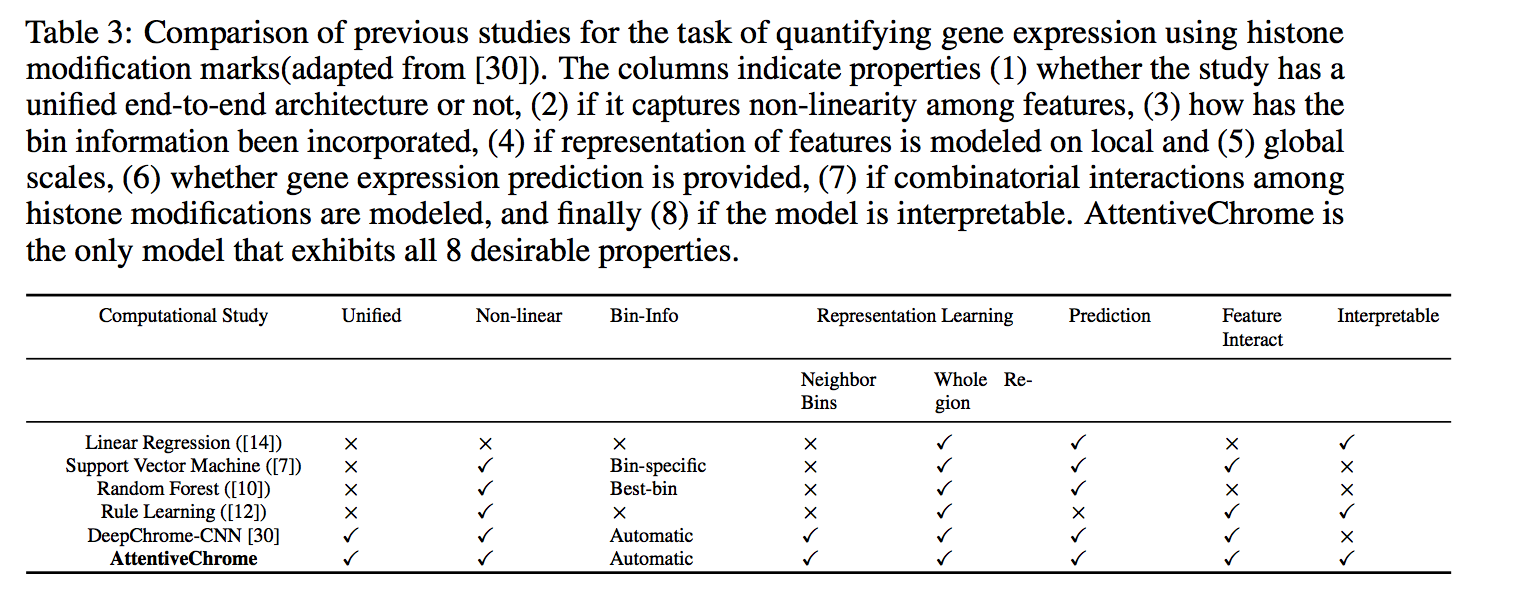 Table 3: Comparison of previous studies for the task of quantifying gene expression using histone
modification marks(adapted from [30]). The columns indicate properties (1) whether the study has a
unified end-to-end architecture or not, (2) if it captures non-linearity among features, (3) how has the
bin information been incorporated, (4) if representation of features is modeled on local and (5) global
scales, (6) whether gene expression prediction is provided, (7) if combinatorial interactions among
histone modifications are modeled, and finally (8) if the model is interpretable. AttentiveChrome is
the only model that exhibits all 8 desirable properties.
Computational Study Unified Non-linear Bin-Info Representation Learning Prediction Feature Interpretable
Interact
Neighbor Whole Re-
Bins gion
Linear Regression ([14]) × × × × ✓ ✓ × ✓
Support Vector Machine ([7]) × ✓ Bin-specific × ✓ ✓ ✓ ×
Random Forest ([10]) × ✓ Best-bin × ✓ ✓ × ×
Rule Learning ([12]) × ✓ × × ✓ × ✓ ✓
DeepChrome-CNN [30] ✓ ✓ Automatic ✓ ✓ ✓ ✓ ×
AttentiveChrome ✓ ✓ Automatic ✓ ✓ ✓ ✓ ✓